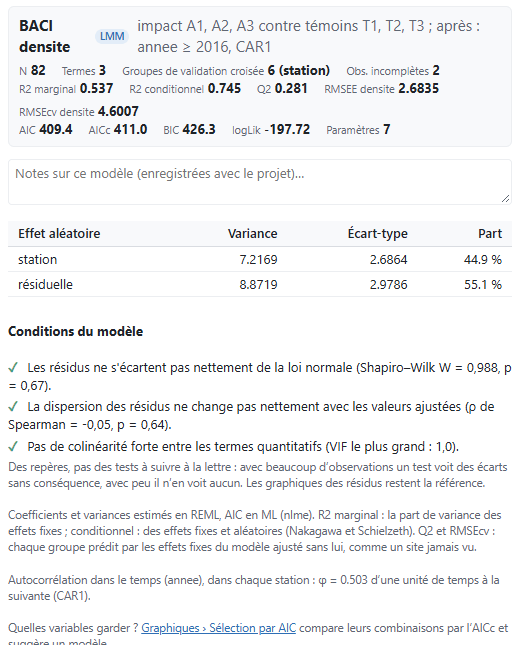 BACI densite LMM impact A1, A2, A3 contre témoins T1, T2, T3 ; après : annee ≥ 2016, CAR1
N 82 Termes 3 Groupes de validation croisée 6 (station) Obs. incomplètes 2
R2 marginal 0.537 R2 conditionnel 0.745 Q2 0.281 RMSEE densite 2.6835
RMSEcv densite 4.6007
AIC 409.4 AICc 411.0 BIC 426.3 logLik -197.72 Paramètres 7
Notes sur ce modèle (enregistrées avec le projet)...
Effet aléatoire Variance Écart-type Part
station 7.2169 2.6864 44.9 %
résiduelle 8.8719 2.9786 55.1 %
Conditions du modèle
✓ Les résidus ne s'écartent pas nettement de la loi normale (Shapiro–Wilk W = 0,988, p
= 0,67).
✓ La dispersion des résidus ne change pas nettement avec les valeurs ajustées (ρ de
Spearman = -0,05, p = 0,64).
✓ Pas de colinéarité forte entre les termes quantitatifs (VIF le plus grand : 1,0).
Des repères, pas des tests à suivre à la lettre : avec beaucoup d'observations un test voit des écarts
sans conséquence, avec peu il n'en voit aucun. Les graphiques des résidus restent la référence.
Coefficients et variances estimés en REML, AIC en ML (nlme). R2 marginal : la part de variance des
effets fixes ; conditionnel : des effets fixes et aléatoires (Nakagawa et Schielzeth). Q2 et RMSEcv :
chaque groupe prédit par les effets fixes du modèle ajusté sans lui, comme un site jamais vu.
Autocorrélation dans le temps (annee), dans chaque station : φ = 0.503 d'une unité de temps à la
suivante (CAR1).
Quelles variables garder ? Graphiques › Sélection par AIC compare leurs combinaisons par l'AICc et
suggère un modèle.